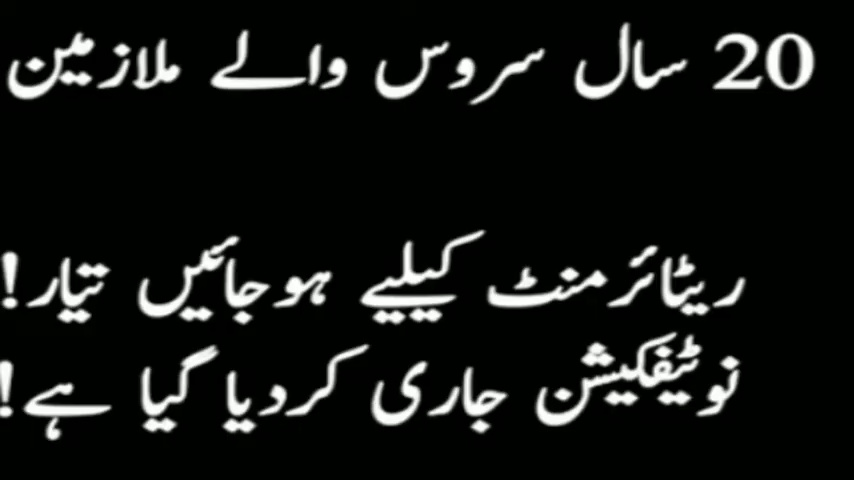 20 سال سروس والے ملازمین
ریٹائرمنٹ کیلیے ہوجائیں تیار!
نوٹیفکیشن جاری کردیا گیا ہے!